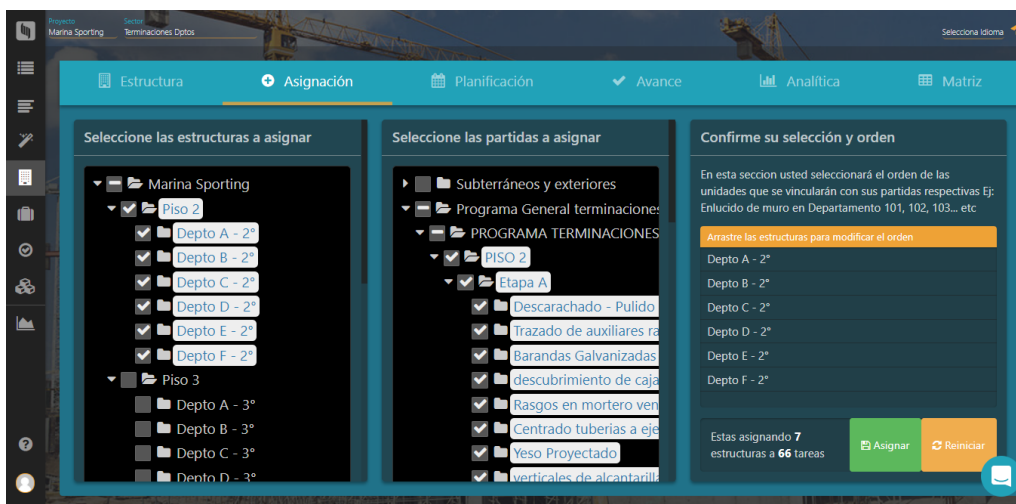 Proyecto
Marina Sporting
Sector
Terminaciones Dptos
Selecciona Idioma
Estructura
Asignación
Planificación
Avance
Analítica
Matriz
Seleccione las estructuras a asignar
Marina Sporting
Piso 2
Depto A - 2°
Depto B - 2°
Depto C - 2°
Depto D - 2°
Depto E - 2°
Depto F - 2°
Piso 3
Depto A - 3°
Depto B - 3°
Depto C - 3°
Depto D - 3°
Seleccione las partidas a asignar
Subterráneos y exteriores
Programa General terminaciones
PROGRAMA TERMINACIONES
PISO 2
Etapa A
Descarachado - Pulido
Trazado de auxiliares ra
Barandas Galvanizadas
descubrimiento de caja
Rasgos en mortero ven
Centrado tuberias a eje
Yeso Proyectado
verticales de alcantarilla
Confirme su selección y orden
En esta seccion usted seleccionará el orden de las
unidades que se vincularán con sus partidas respectivas Ej:
Enlucido de muro en Departamento 101, 102, 103... etc
Arrastre las estructuras para modificar el orden
Depto A - 2°
Depto B - 2°
Depto C - 2°
Depto D - 2°
Depto E - 2°
Depto F - 2°
Estas asignando 7
estructuras a 66 tareas
Asignar
Reiniciar